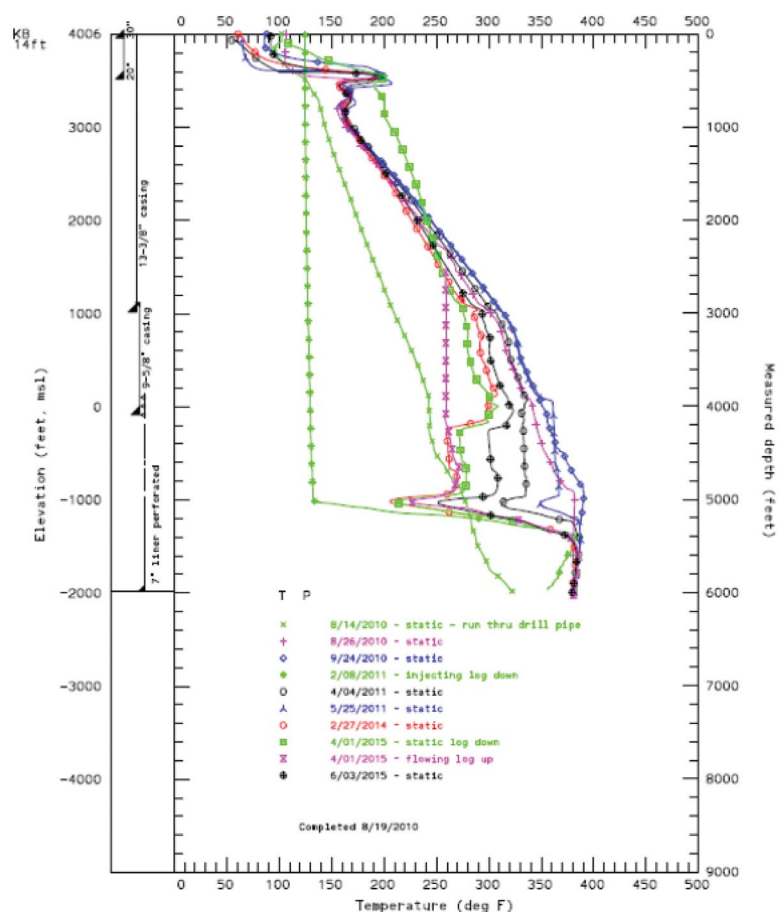 KB
14ft
30"
20"
13-3/8" casing
9-5/8" casing
7" liner perforated
Elevation (feet, msl)
4006
3000
2000
1000
0
-1000
-2000
-3000
-4000
Measured depth (feet)
0
1000
2000
3000
4000
5000
6000
7000
8000
9000
0 50 100 150 200 250 300 350 400 450 500
T P
8/14/2010 - static - run thru drill pipe
8/26/2010 - static
9/24/2010 - static
2/08/2011 - injecting log down
4/04/2011 - static
5/25/2011 - static
2/27/2014 - static
4/01/2015 - static log down
4/01/2015 - flowing log up
6/03/2015 - static
Completed 8/19/2010
0 50 100 150 200 250 300 350 400 450 500
Temperature (deg F)